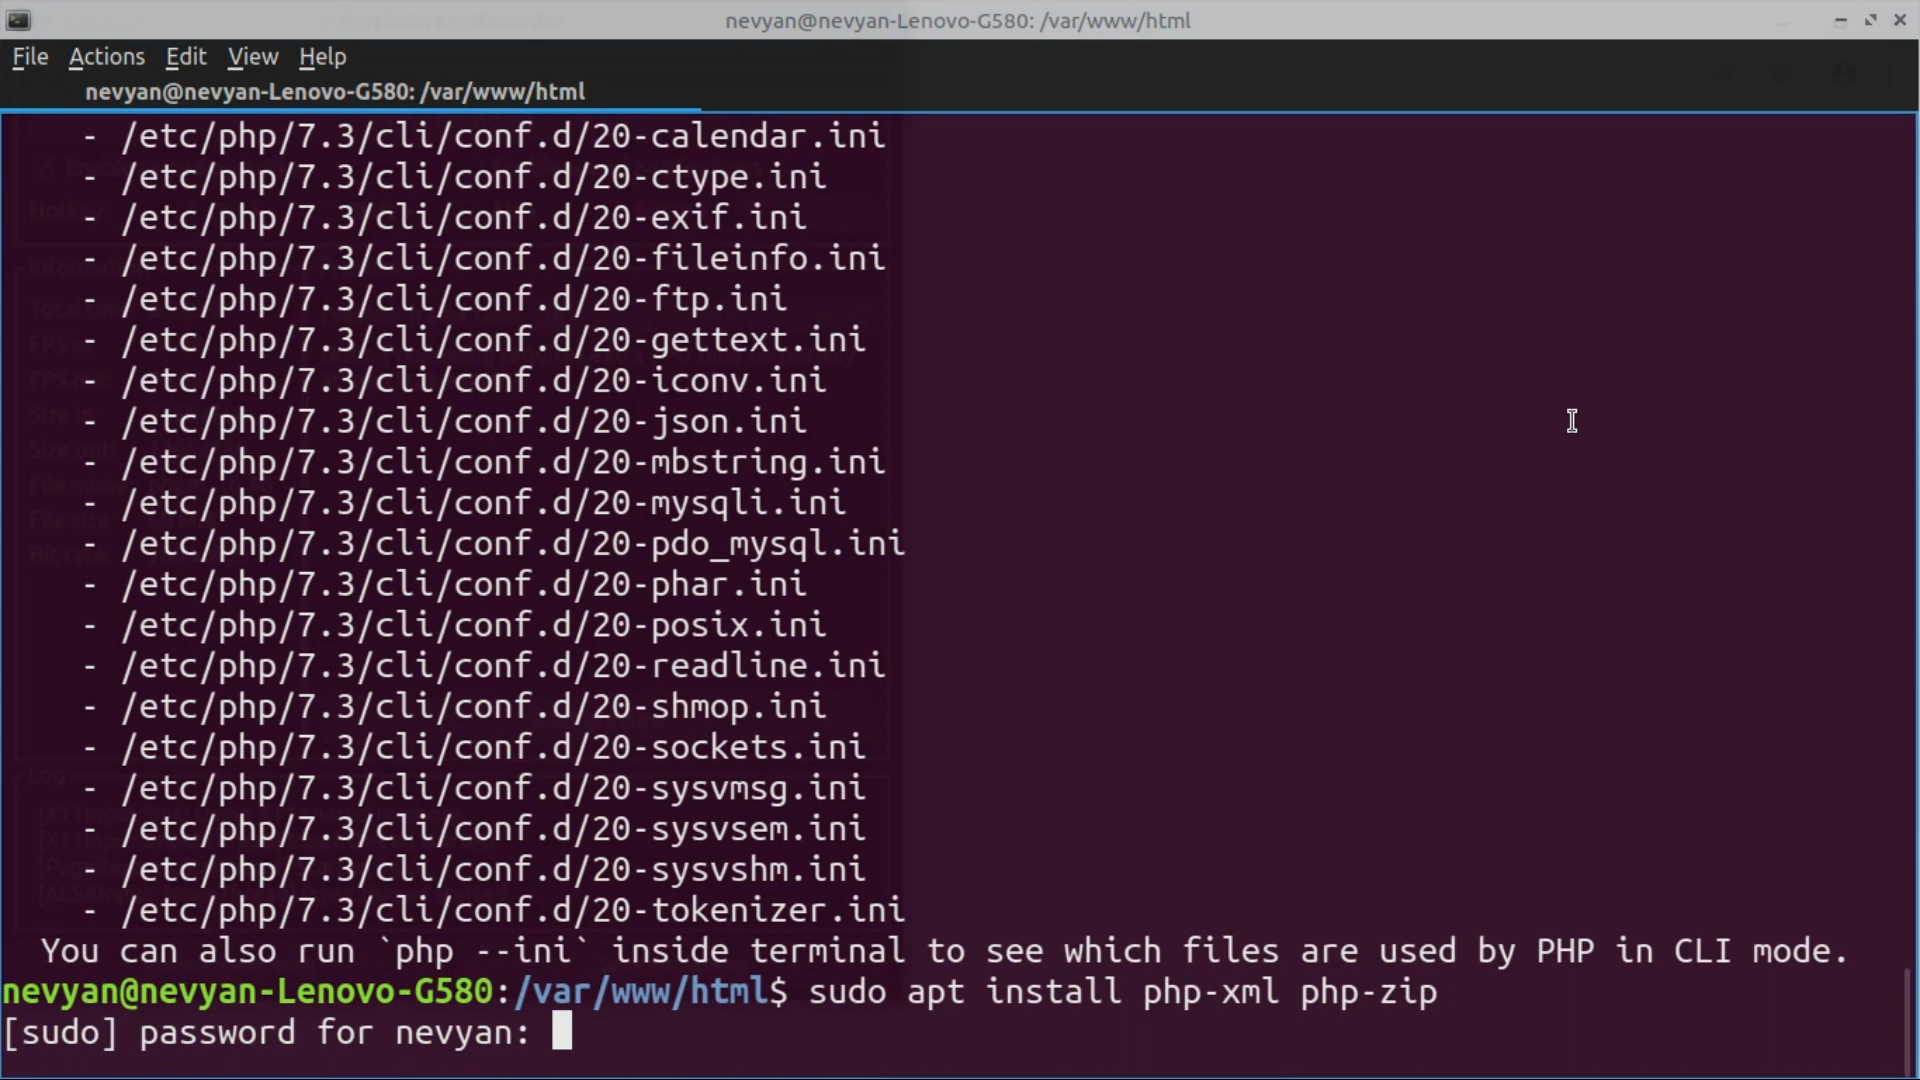 nevyan@nevyan-Lenovo-G580: /var/www/html
File Actions Edit View Help
nevyan@nevyan-Lenovo-G580: /var/www/html
- /etc/php/7.3/cli/conf.d/20-calendar.ini
- /etc/php/7.3/cli/conf.d/20-ctype.ini
- /etc/php/7.3/cli/conf.d/20-exif.ini
- /etc/php/7.3/cli/conf.d/20-fileinfo.ini
- /etc/php/7.3/cli/conf.d/20-ftp.ini
- /etc/php/7.3/cli/conf.d/20-gettext.ini
- /etc/php/7.3/cli/conf.d/20-iconv.ini
- /etc/php/7.3/cli/conf.d/20-json.ini
- /etc/php/7.3/cli/conf.d/20-mbstring.ini
- /etc/php/7.3/cli/conf.d/20-mysqli.ini
- /etc/php/7.3/cli/conf.d/20-pdo_mysql.ini
- /etc/php/7.3/cli/conf.d/20-phar.ini
- /etc/php/7.3/cli/conf.d/20-posix.ini
- /etc/php/7.3/cli/conf.d/20-readline.ini
- /etc/php/7.3/cli/conf.d/20-shmop.ini
- /etc/php/7.3/cli/conf.d/20-sockets.ini
- /etc/php/7.3/cli/conf.d/20-sysvmsg.ini
- /etc/php/7.3/cli/conf.d/20-sysvsem.ini
- /etc/php/7.3/cli/conf.d/20-sysvshm.ini
- /etc/php/7.3/cli/conf.d/20-tokenizer.ini
You can also run `php --ini` inside terminal to see which files are used by PHP in CLI mode.
nevyan@nevyan-Lenovo-G580:/var/www/html$ sudo apt install php-xml php-zip
[sudo] password for nevyan: